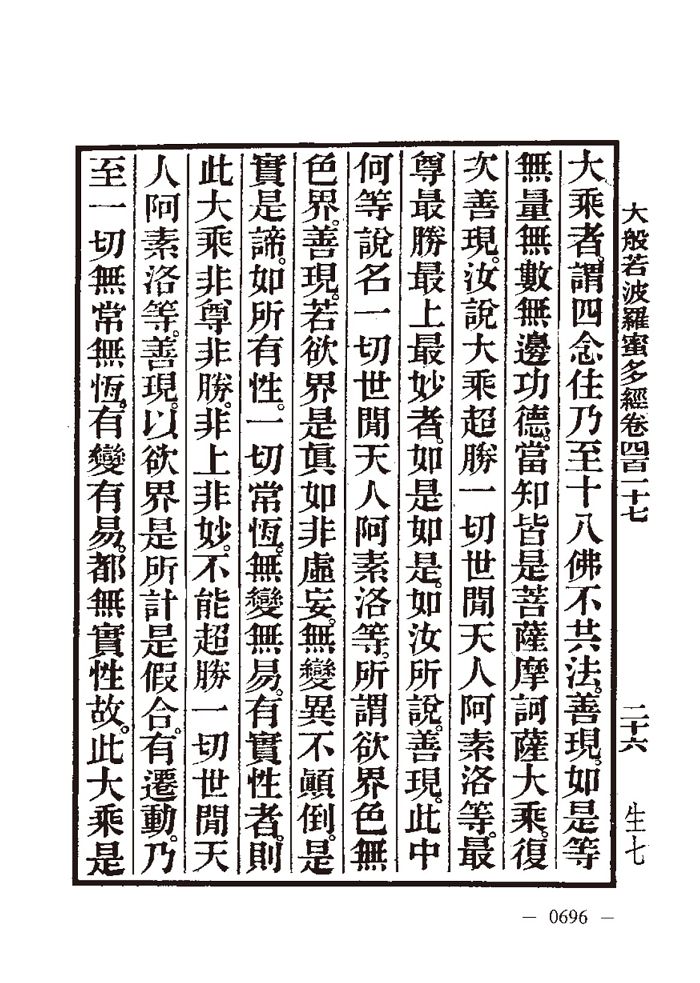 大般若波羅蜜多經卷四百一十七
二十六
生七
大乘者。謂四念住乃至十八佛不共法。善現。如是等
無量無數無邊功德。當知皆是菩薩摩訶薩大乘。復
次善現。汝說大乘超勝一切世閒天人阿素洛等。最
尊最勝最上最妙者。如是如是。如汝所說。善現。此中
何等說名一切世閒天人阿素洛等。所謂欲界色無
色界。善現。若欲界是眞如非虛妄。無變異不顚倒。是
實是諦。如所有性。一切常恆。無變無易。有實性者。則
此大乘非尊非勝。非上非妙。不能超勝一切世閒天
人阿素洛等。善現。以欲界是所計是假合。有遷動。乃
至一切無常無恆。有變有易。都無實性故。此大乘是
— 0696 —